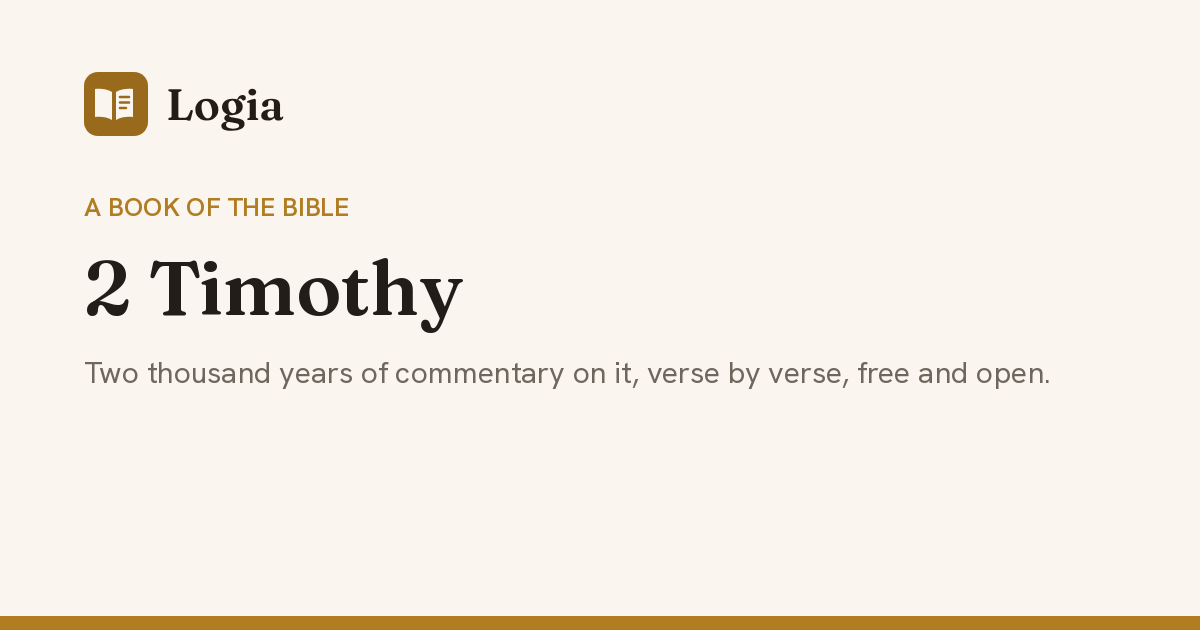 Logia
A BOOK OF THE BIBLE
2 Timothy
Two thousand years of commentary on it, verse by verse, free and open.